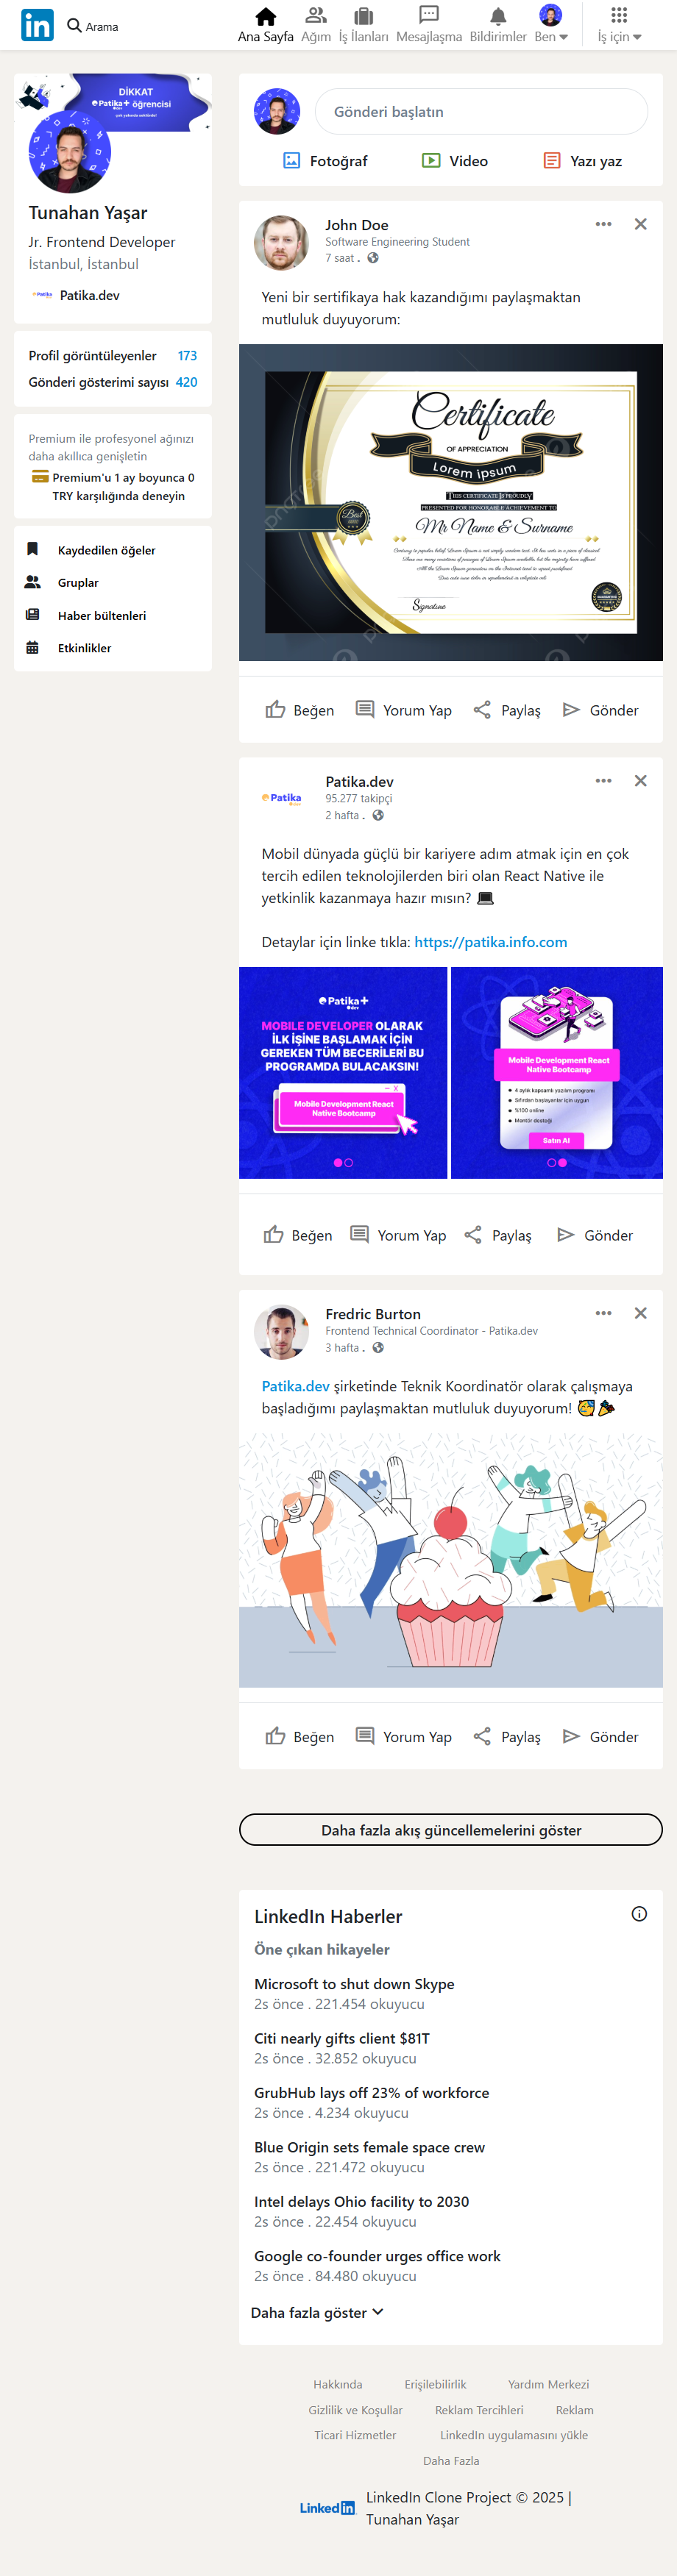 in
Arama
Ana Sayfa
Ağım
İş İlanları
Mesajlaşma
Bildirimler
Ben
İş için
DİKKAT
Patika+ öğrencisi
dev
Tunahan Yaşar
Jr. Frontend Developer
İstanbul, İstanbul
Patika
Patika.dev
Profil görüntüleyenler 173
Gönderi gösterimi sayısı 420
Premium ile profesyonel ağınızı
daha akıllıca genişletin
Premium'u 1 ay boyunca 0
TRY karşılığında deneyin
Kaydedilen öğeler
Gruplar
Haber bültenleri
Etkinlikler
Gönderi başlatın
Fotoğraf
Video
Yazı yaz
John Doe
Software Engineering Student
7 saat .
Yeni bir sertifikaya hak kazandığımı paylaşmaktan
mutluluk duyuyorum:
Certificate
OF APPRECIATION
Lorem ipsum
THIS CERTIFICATE IS PROUDLY
PRESENTED FOR HONORABLE ACHIEVEMENT TO
Best
Mr Name & Surname
Signature
Beğen
Yorum Yap
Paylaş
Gönder
Patika.dev
95.277 takipçi
2 hafta .
Patika
dev
Mobil dünyada güçlü bir kariyere adım atmak için en çok
tercih edilen teknolojilerden biri olan React Native ile
yetkinlik kazanmaya hazır mısın? 💻
Detaylar için linke tıkla: https://patika.info.com
Patika+
dev
MOBILE DEVELOPER OLARAK
İLK İŞİNE BAŞLAMAK İÇİN
GEREKEN TÜM BECERİLERİ BU
PROGRAMDA BULACAKSIN!
Mobile Development React
Native Bootcamp
Mobile Development React
Native Bootcamp
4 aylık kapsamlı yazılım programı
Sıfırdan başlayanlar için uygun
%100 online
Mentör desteği
Satın Al
Beğen
Yorum Yap
Paylaş
Gönder
Fredric Burton
Frontend Technical Coordinator - Patika.dev
3 hafta .
Patika.dev şirketinde Teknik Koordinatör olarak çalışmaya
başladığımı paylaşmaktan mutluluk duyuyorum! 🥳🎉
Beğen
Yorum Yap
Paylaş
Gönder
Daha fazla akış güncellemelerini göster
LinkedIn Haberler
Öne çıkan hikayeler
Microsoft to shut down Skype
2s önce . 221.454 okuyucu
Citi nearly gifts client $81T
2s önce . 32.852 okuyucu
GrubHub lays off 23% of workforce
2s önce . 4.234 okuyucu
Blue Origin sets female space crew
2s önce . 221.472 okuyucu
Intel delays Ohio facility to 2030
2s önce . 22.454 okuyucu
Google co-founder urges office work
2s önce . 84.480 okuyucu
Daha fazla göster
Hakkında
Erişilebilirlik
Yardım Merkezi
Gizlilik ve Koşullar
Reklam Tercihleri
Reklam
Ticari Hizmetler
LinkedIn uygulamasını yükle
Daha Fazla
Linkedin
LinkedIn Clone Project © 2025 |
Tunahan Yaşar